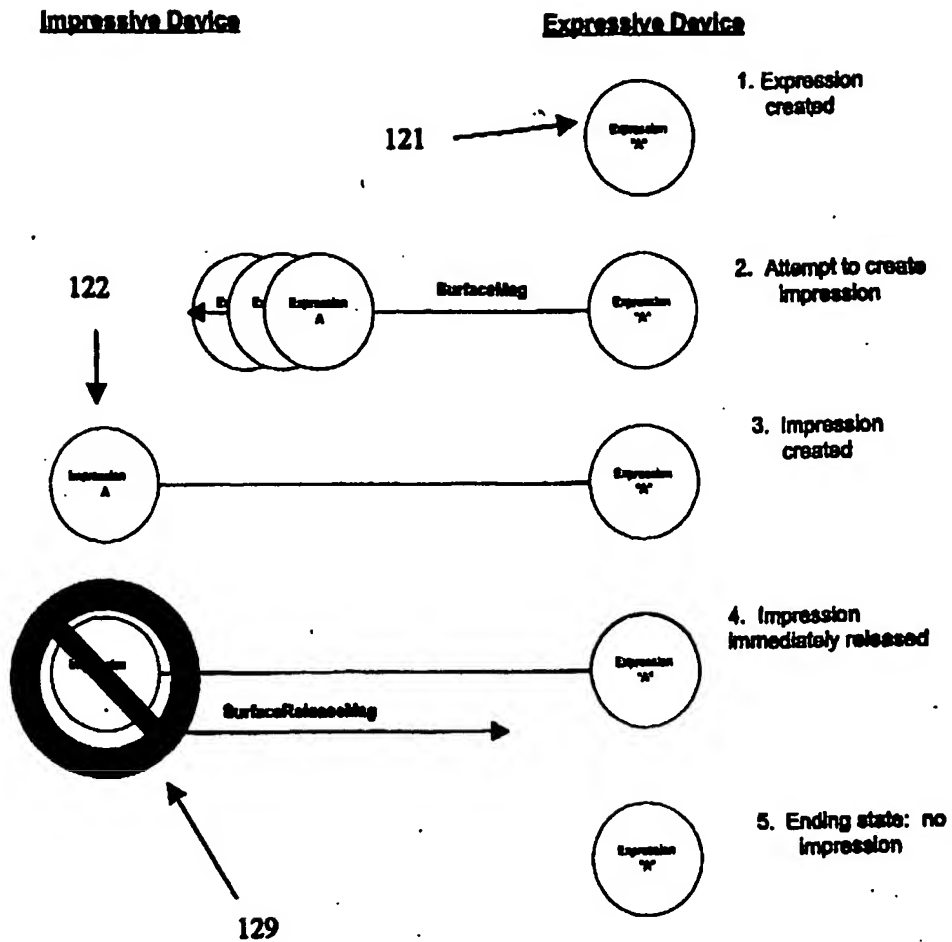 Impressive Device
Expressive Device
1. Expression
created
121
Expression
"A"
2. Attempt to create
impression
122
Expression
A
SurfaceMsg
Expression
"A"
3. Impression
created
Impression
A
Expression
"A"
4. Impression
immediately released
Expression
"A"
SurfaceReleaseMsg
5. Ending state: no
impression
Expression
"A"
129